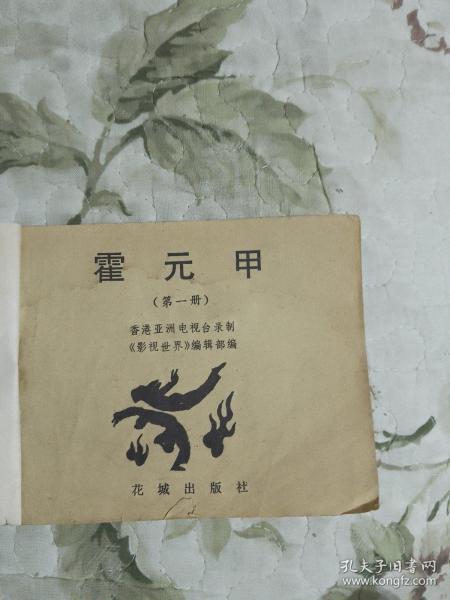 霍元甲
(第一册)
香港亚洲电视台录制
《影视世界》编辑部编
花城出版社
孔夫子旧书网
www.kongfz.com